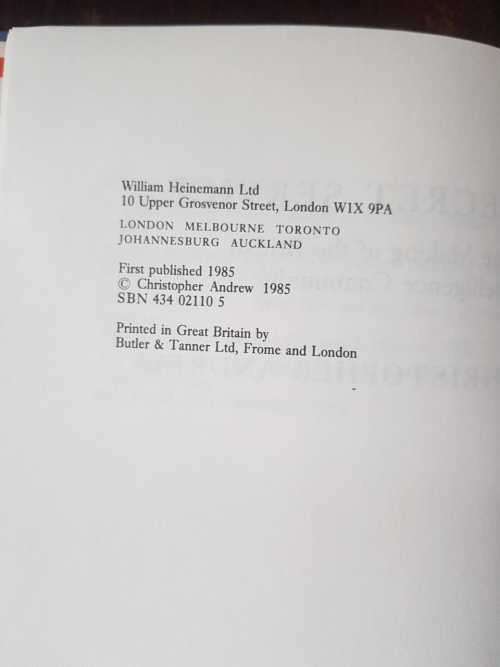 William Heinemann Ltd
10 Upper Grosvenor Street, London W1X 9PA
LONDON MELBOURNE TORONTO
JOHANNESBURG AUCKLAND
First published 1985
© Christopher Andrew 1985
SBN 434 02110 5
Printed in Great Britain by
Butler & Tanner Ltd, Frome and London